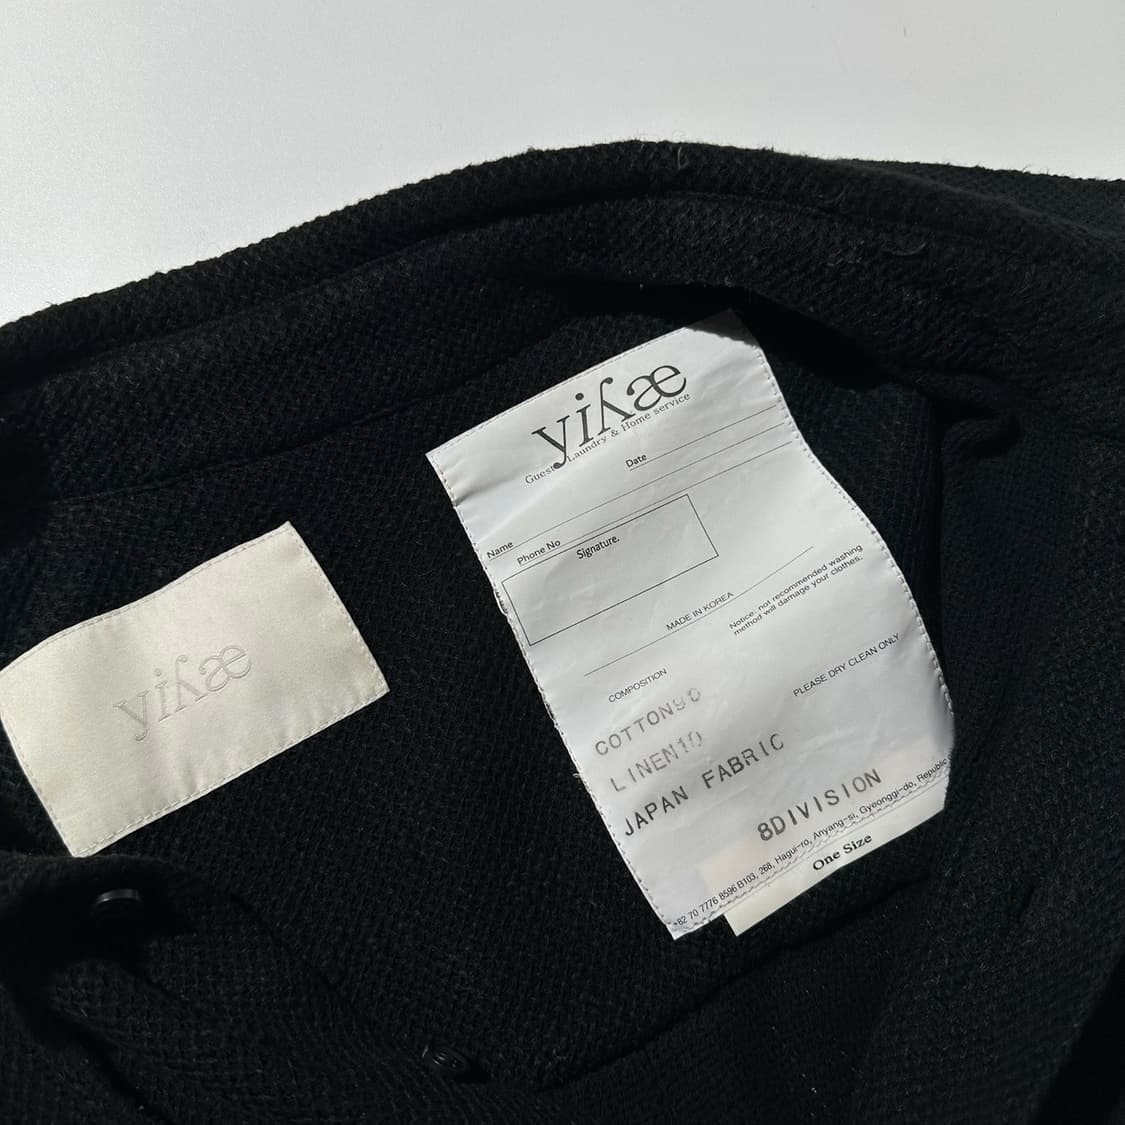 yiʎæ
yiʎæ
Guest Laundry & Home service
Date
Name
Phone No
Signature.
MADE IN KOREA
Notice: not recommended washing
method will damage your clothes.
COMPOSITION
PLEASE DRY CLEAN ONLY
COTTON90
LINEN10
JAPAN FABRIC
8DIVISION
+82 70 7776 8596 B103, 268, Hagui-ro, Anyang-si, Gyeonggi-do, Republic
One Size